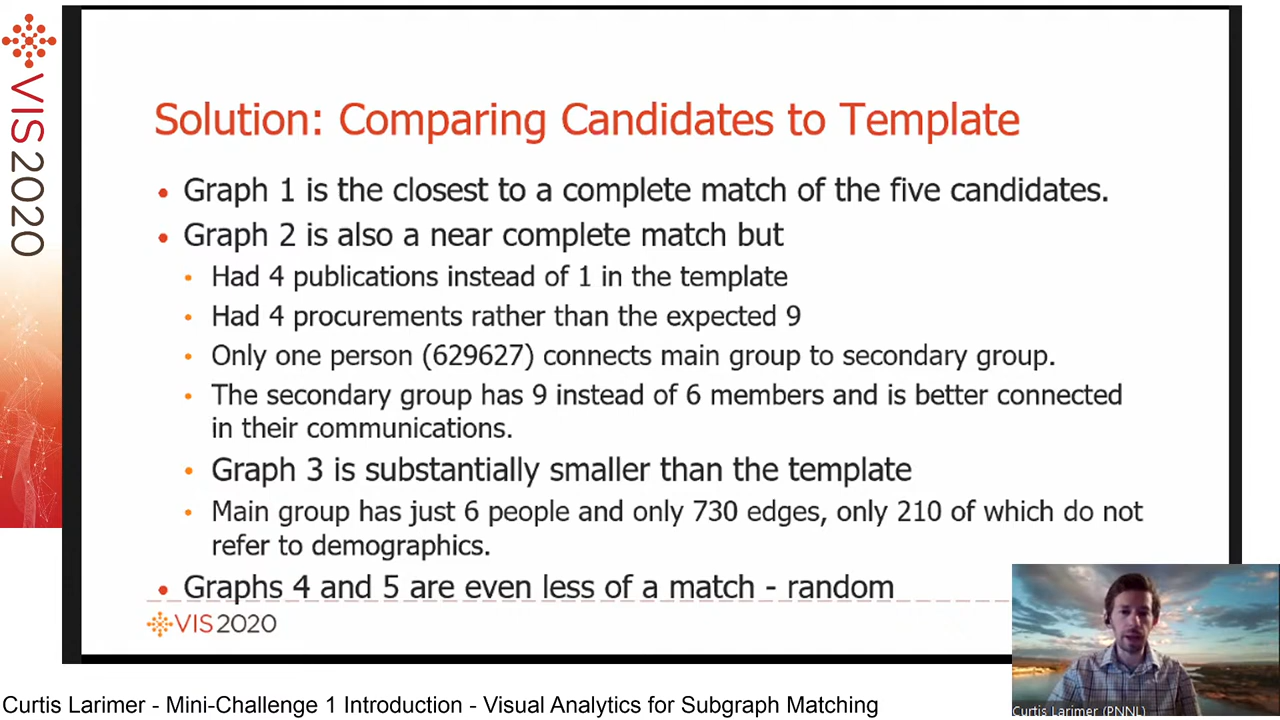 VIS2020
Solution: Comparing Candidates to Template
• Graph 1 is the closest to a complete match of the five candidates.
• Graph 2 is also a near complete match but
• Had 4 publications instead of 1 in the template
• Had 4 procurements rather than the expected 9
• Only one person (629627) connects main group to secondary group.
• The secondary group has 9 instead of 6 members and is better connected
in their communications.
• Graph 3 is substantially smaller than the template
• Main group has just 6 people and only 730 edges, only 210 of which do not
refer to demographics.
• Graphs 4 and 5 are even less of a match - random
VIS2020
Curtis Larimer (PNNL)
Curtis Larimer - Mini-Challenge 1 Introduction - Visual Analytics for Subgraph Matching